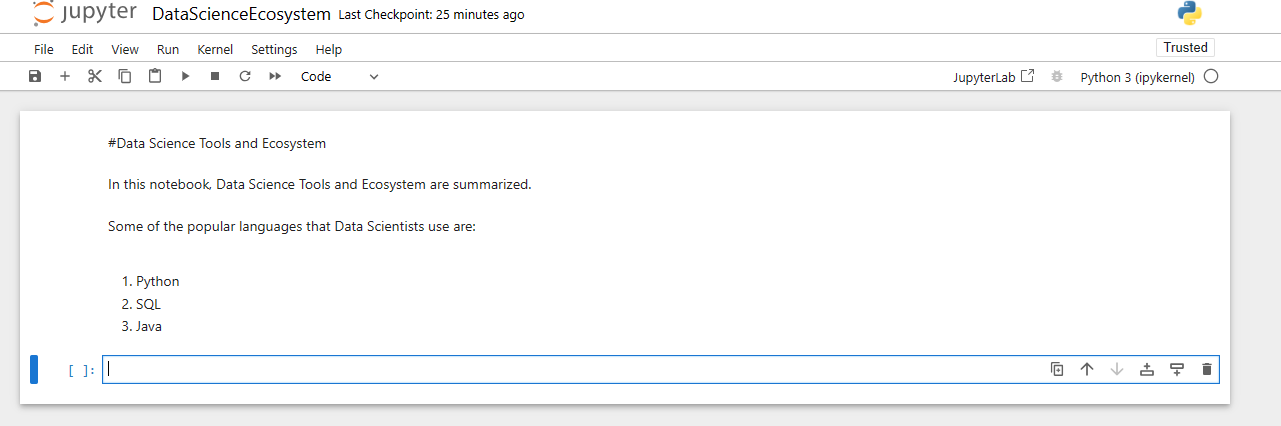 jupyter DataScienceEcosystem Last Checkpoint: 25 minutes ago
File Edit View Run Kernel Settings Help Trusted
Code JupyterLab Python 3 (ipykernel)
#Data Science Tools and Ecosystem
In this notebook, Data Science Tools and Ecosystem are summarized.
Some of the popular languages that Data Scientists use are:
1. Python
2. SQL
3. Java
[ ]: